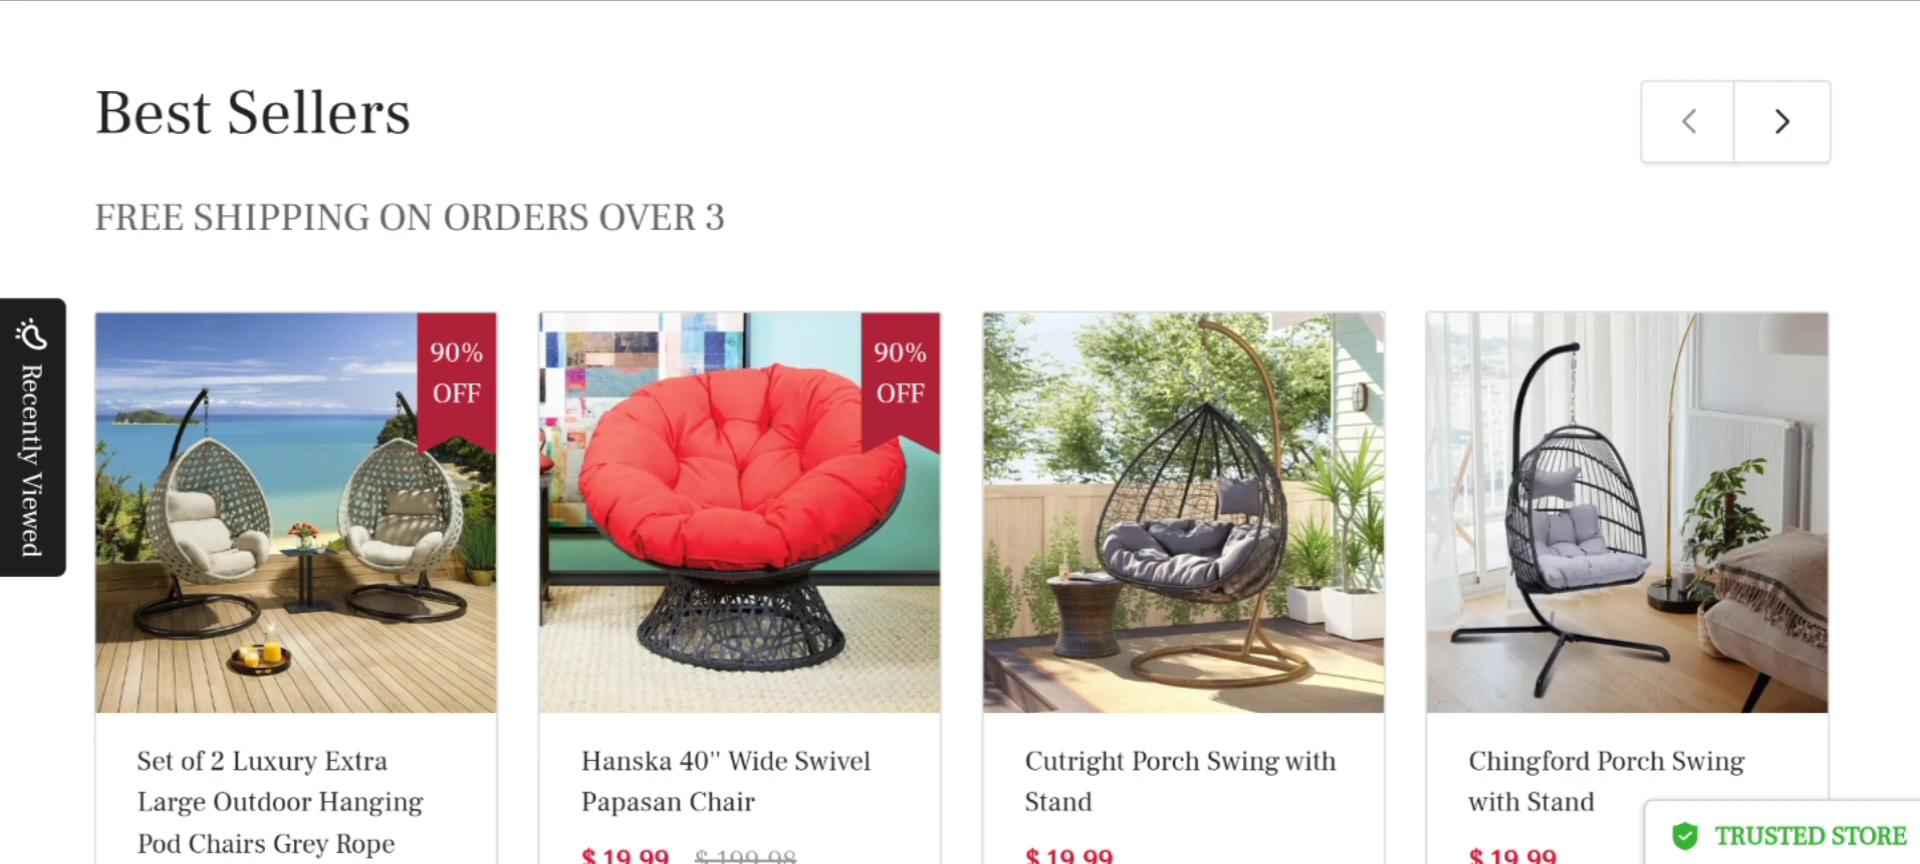 Best Sellers
FREE SHIPPING ON ORDERS OVER 3
Recently Viewed
90%
OFF
90%
OFF
Set of 2 Luxury Extra
Large Outdoor Hanging
Pod Chairs Grey Rope
Hanska 40" Wide Swivel
Papasan Chair
$ 19.99 $ 199.98
Cutright Porch Swing with
Stand
$ 19.99
Chingford Porch Swing
with Stand
$ 19.99
TRUSTED STORE